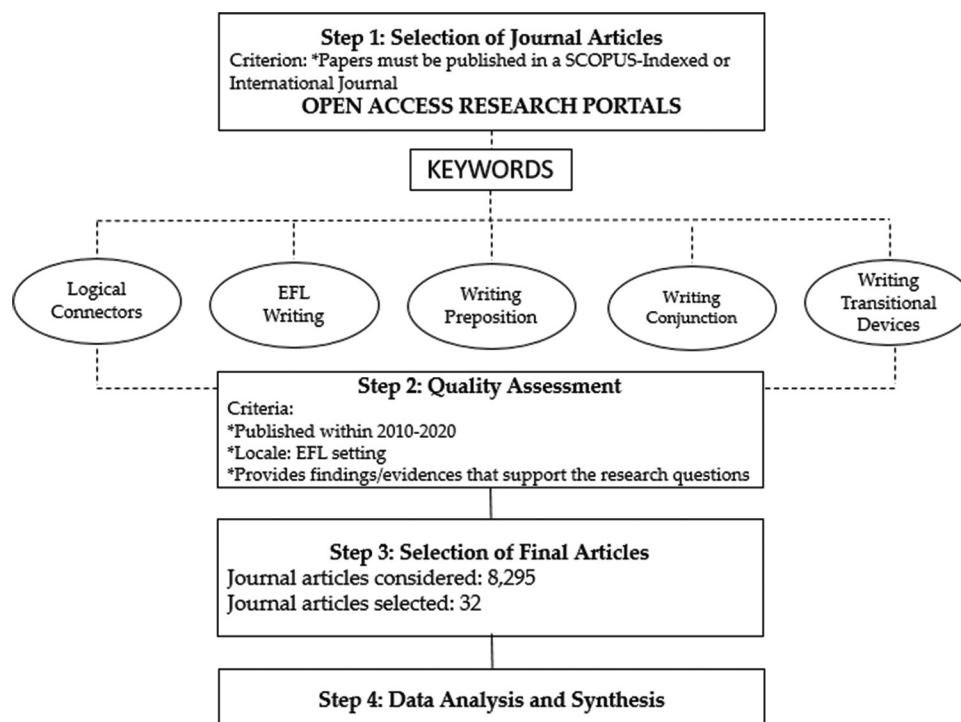 Step 1: Selection of Journal Articles
Criterion: *Papers must be published in a SCOPUS-Indexed or
International Journal
OPEN ACCESS RESEARCH PORTALS
KEYWORDS
Logical
Connectors
EFL
Writing
Writing
Preposition
Writing
Conjunction
Writing
Transitional
Devices
Step 2: Quality Assessment
Criteria:
*Published within 2010-2020
*Locale: EFL setting
*Provides findings/evidences that support the research questions
Step 3: Selection of Final Articles
Journal articles considered: 8,295
Journal articles selected: 32
Step 4: Data Analysis and Synthesis